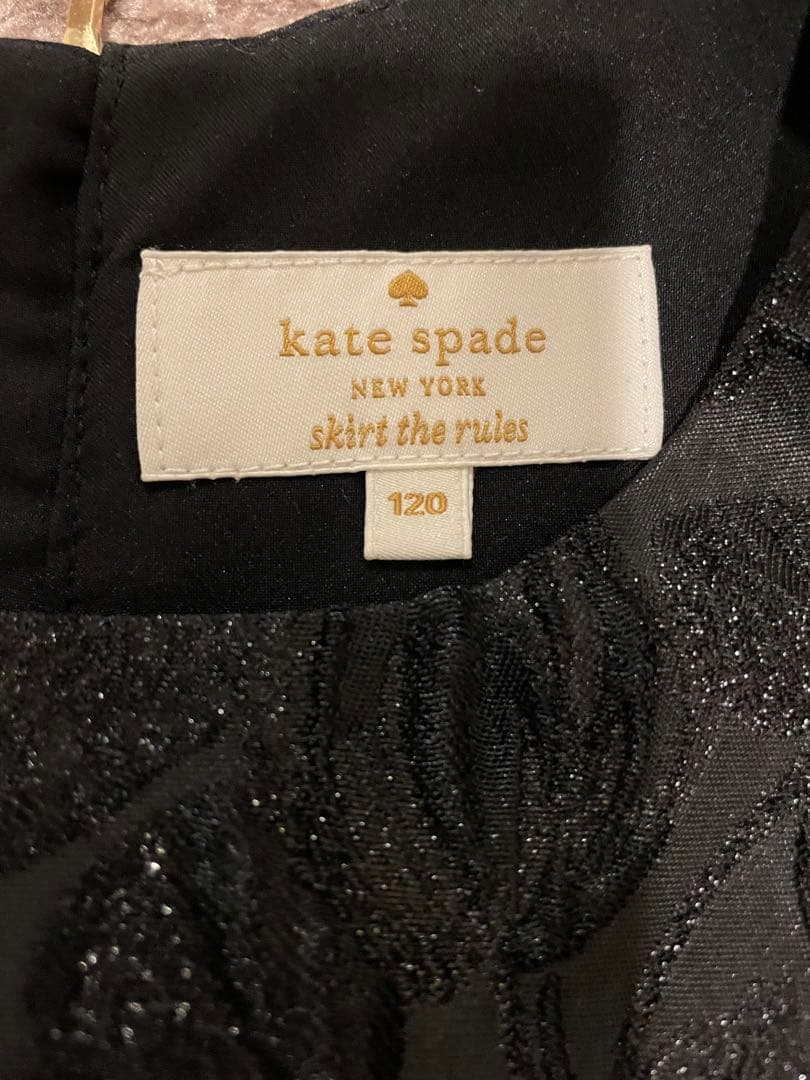 kate spade
NEW YORK
skirt the rules
120